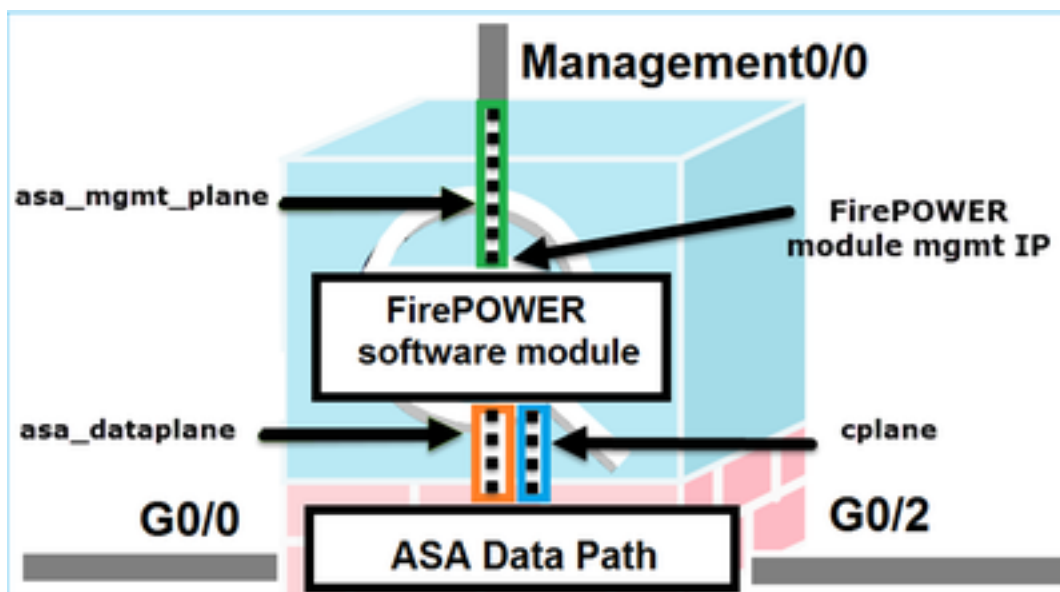 Management0/0
asa_mgmt_plane
FirePOWER
module mgmt IP
FirePOWER
software module
asa_dataplane
cplane
G0/0
G0/2
ASA Data Path